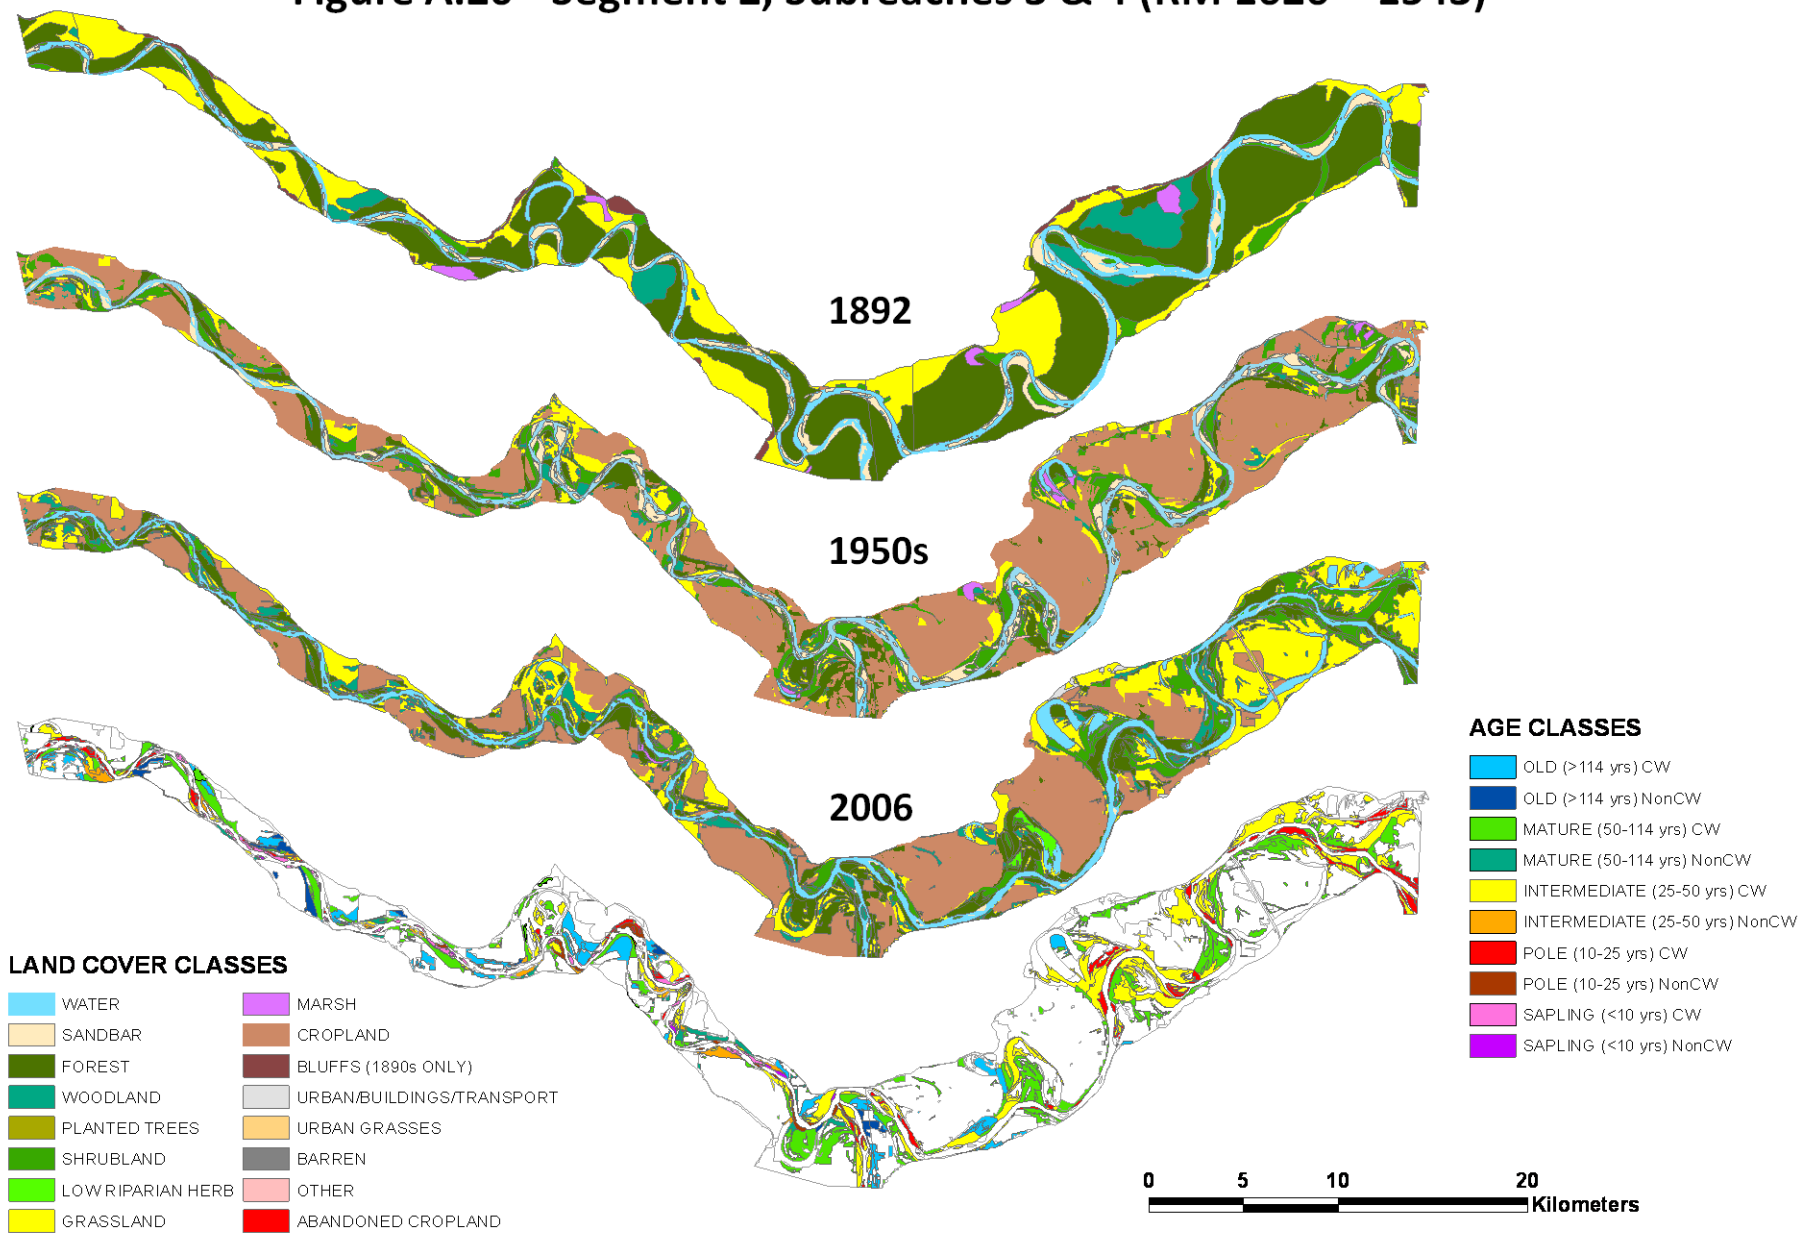 1892
1950s
2006
AGE CLASSES
OLD (>114 yrs) CW
OLD (>114 yrs) NonCW
MATURE (50-114 yrs) CW
MATURE (50-114 yrs) NonCW
INTERMEDIATE (25-50 yrs) CW
INTERMEDIATE (25-50 yrs) NonCW
POLE (10-25 yrs) CW
POLE (10-25 yrs) NonCW
SAPLING (<10 yrs) CW
SAPLING (<10 yrs) NonCW
LAND COVER CLASSES
WATER
SANDBAR
FOREST
WOODLAND
PLANTED TREES
SHRUBLAND
LOW RIPARIAN HERB
GRASSLAND
MARSH
CROPLAND
BLUFFS (1890s ONLY)
URBAN/BUILDINGS/TRANSPORT
URBAN GRASSES
BARREN
OTHER
ABANDONED CROPLAND
0 5 10 20
Kilometers